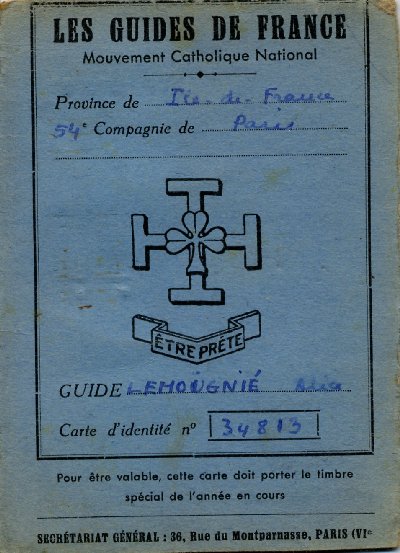 LES GUIDES DE FRANCE
Mouvement Catholique National
Province de Ile-de-France
54e Compagnie de Paris
ÊTRE PRÊTE
GUIDE LEMOUGNIÉ
Carte d'identité nº 34813
Pour être valable, cette carte doit porter le timbre
spécial de l'année en cours
SECRÉTARIAT GÉNÉRAL : 36, Rue du Montparnasse, PARIS (VIe